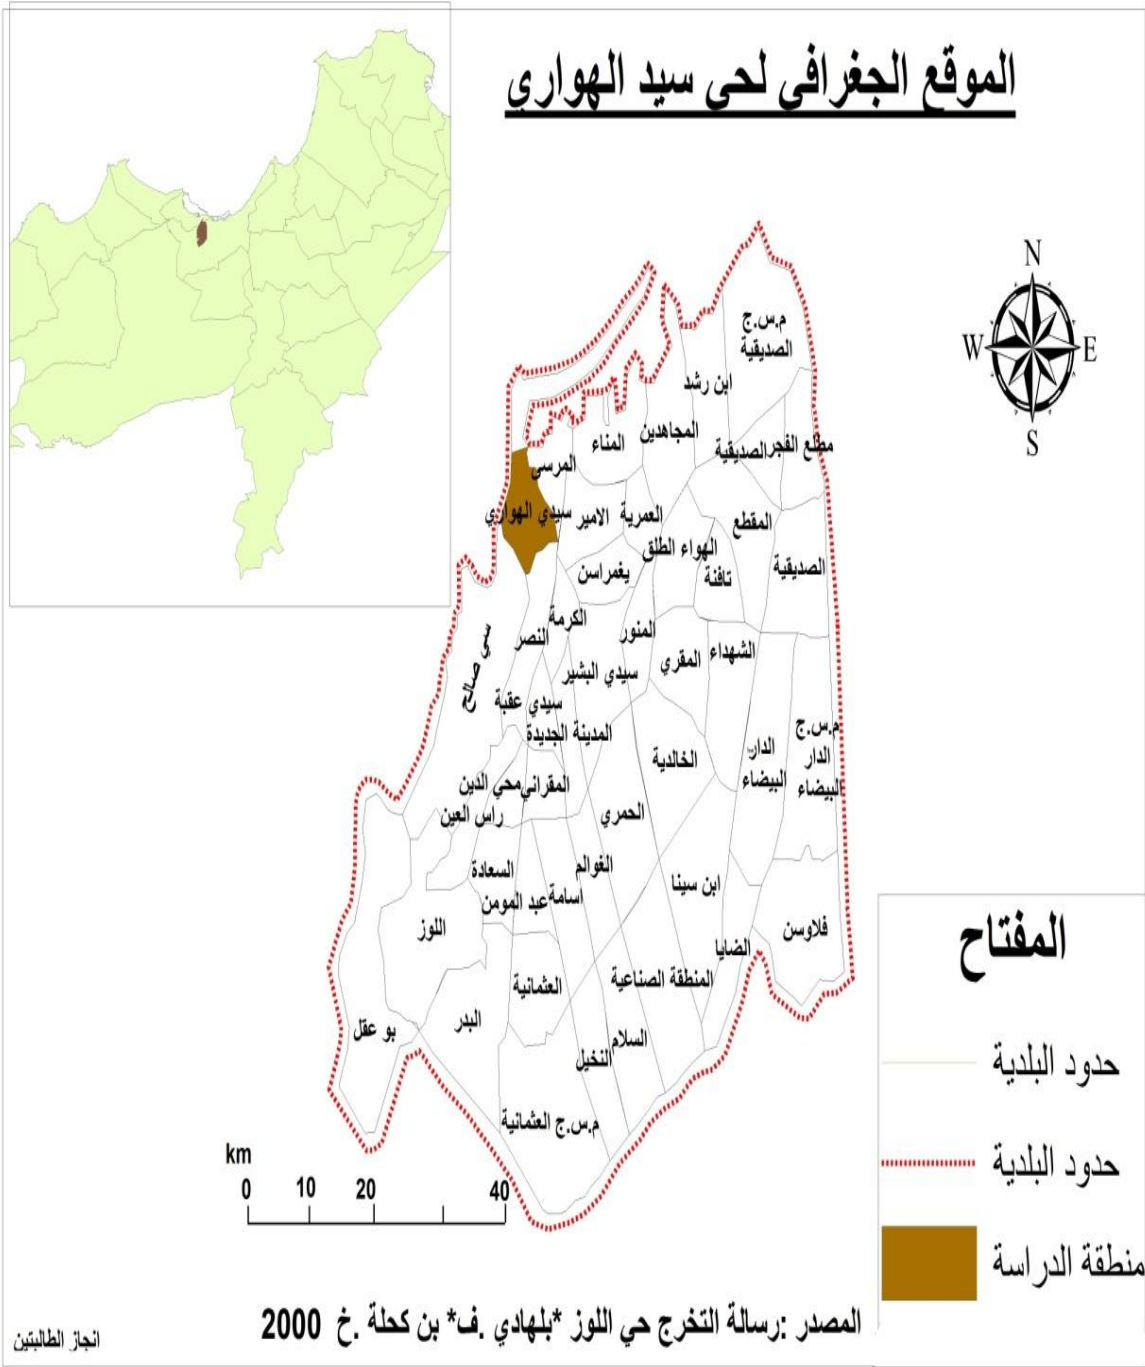 الموقع الجغرافي لحي سيد الهواري
N
W
E
S
م.س.ج
الصديقية
ابن رشد
المجاهدين
المناء
مطلع الفجر
الصديقية
المرسى
سيدي الهواري
الامير
العمرية
المقطع
الهواء الطلق
يغمراسن
تافنة
الصديقية
الكرمة
النصر
المنور
الشهداء
المقري
سي صالح
سيدي البشير
سيدي عقبة
المدينة الجديدة
م.س.ج
الدار
البيضاء
الدار
البيضاء
الخالدية
محي الدين
المقراني
راس العين
الحمري
السعادة
الغوالم
ابن سينا
عبد المومن
اسامة
اللوز
فلاوسن
الضايا
العثمانية
المنطقة الصناعية
البدر
بو عقل
السلام
النخيل
م.س.ج العثمانية
المفتاح
حدود البلدية
حدود البلدية
منطقة الدراسة
km
0 10 20 40
المصدر :رسالة التخرج حي اللوز *بلهادي .ف* بن كحلة .خ 2000
انجاز الطالبتين